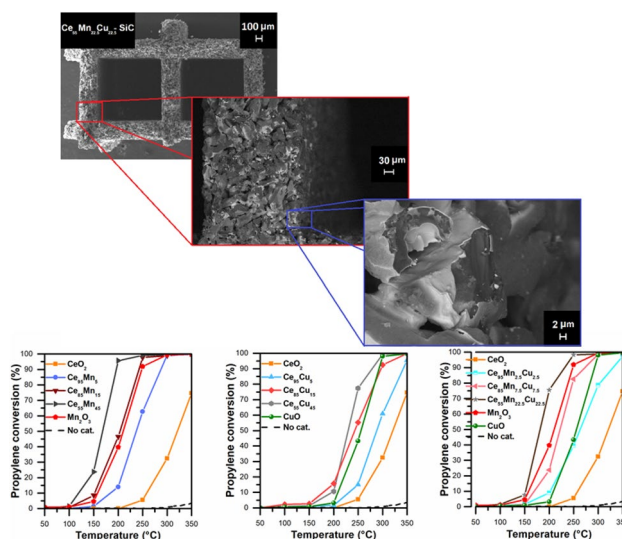 Ce55Mn22.5Cu22.5-SiC
100 µm
30 µm
2 µm
Propylene conversion (%)
100
90
80
70
60
50
40
30
20
10
0
CeO2
Ce95Mn5
Ce85Mn15
Ce55Mn45
Mn2O3
No cat.
50 100 150 200 250 300 350
Temperature (°C)
Propylene conversion (%)
100
90
80
70
60
50
40
30
20
10
0
CeO2
Ce95Cu5
Ce85Cu15
Ce55Cu45
CuO
No cat.
50 100 150 200 250 300 350
Temperature (°C)
Propylene conversion (%)
100
90
80
70
60
50
40
30
20
10
0
CeO2
Ce95Mn2.5Cu2.5
Ce85Mn7.5Cu7.5
Ce55Mn22.5Cu22.5
Mn2O3
CuO
No cat.
50 100 150 200 250 300 350
Temperature (°C)